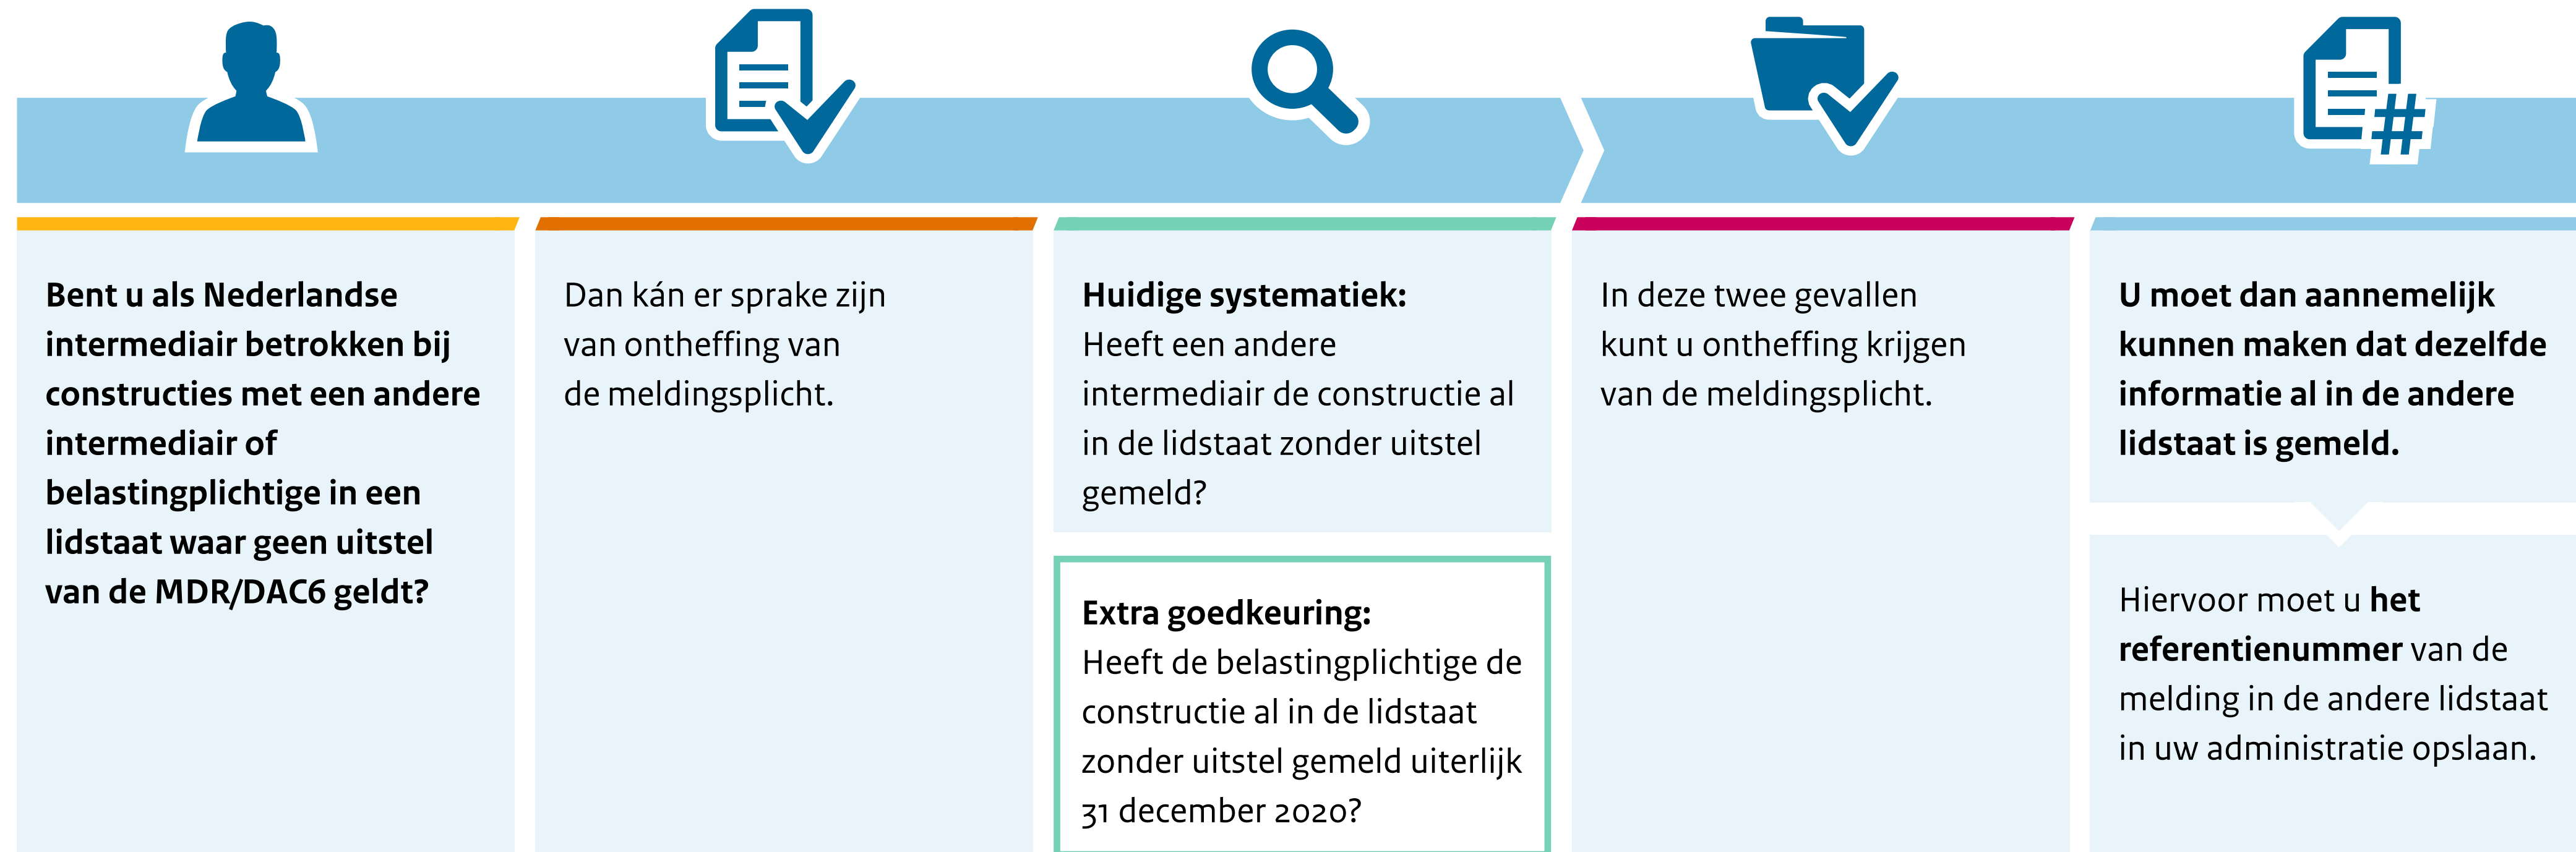 Bent u als Nederlandse
intermediair betrokken bij
constructies met een andere
intermediair of
belastingplichtige in een
lidstaat waar geen uitstel
van de MDR/DAC6 geldt?
Dan kán er sprake zijn
van ontheffing van
de meldingsplicht.
Huidige systematiek:
Heeft een andere
intermediair de constructie al
in de lidstaat zonder uitstel
gemeld?
Extra goedkeuring:
Heeft de belastingplichtige de
constructie al in de lidstaat
zonder uitstel gemeld uiterlijk
31 december 2020?
In deze twee gevallen
kunt u ontheffing krijgen
van de meldingsplicht.
#
U moet dan aannemelijk
kunnen maken dat dezelfde
informatie al in de andere
lidstaat is gemeld.
Hiervoor moet u het
referentienummer van de
melding in de andere lidstaat
in uw administratie opslaan.